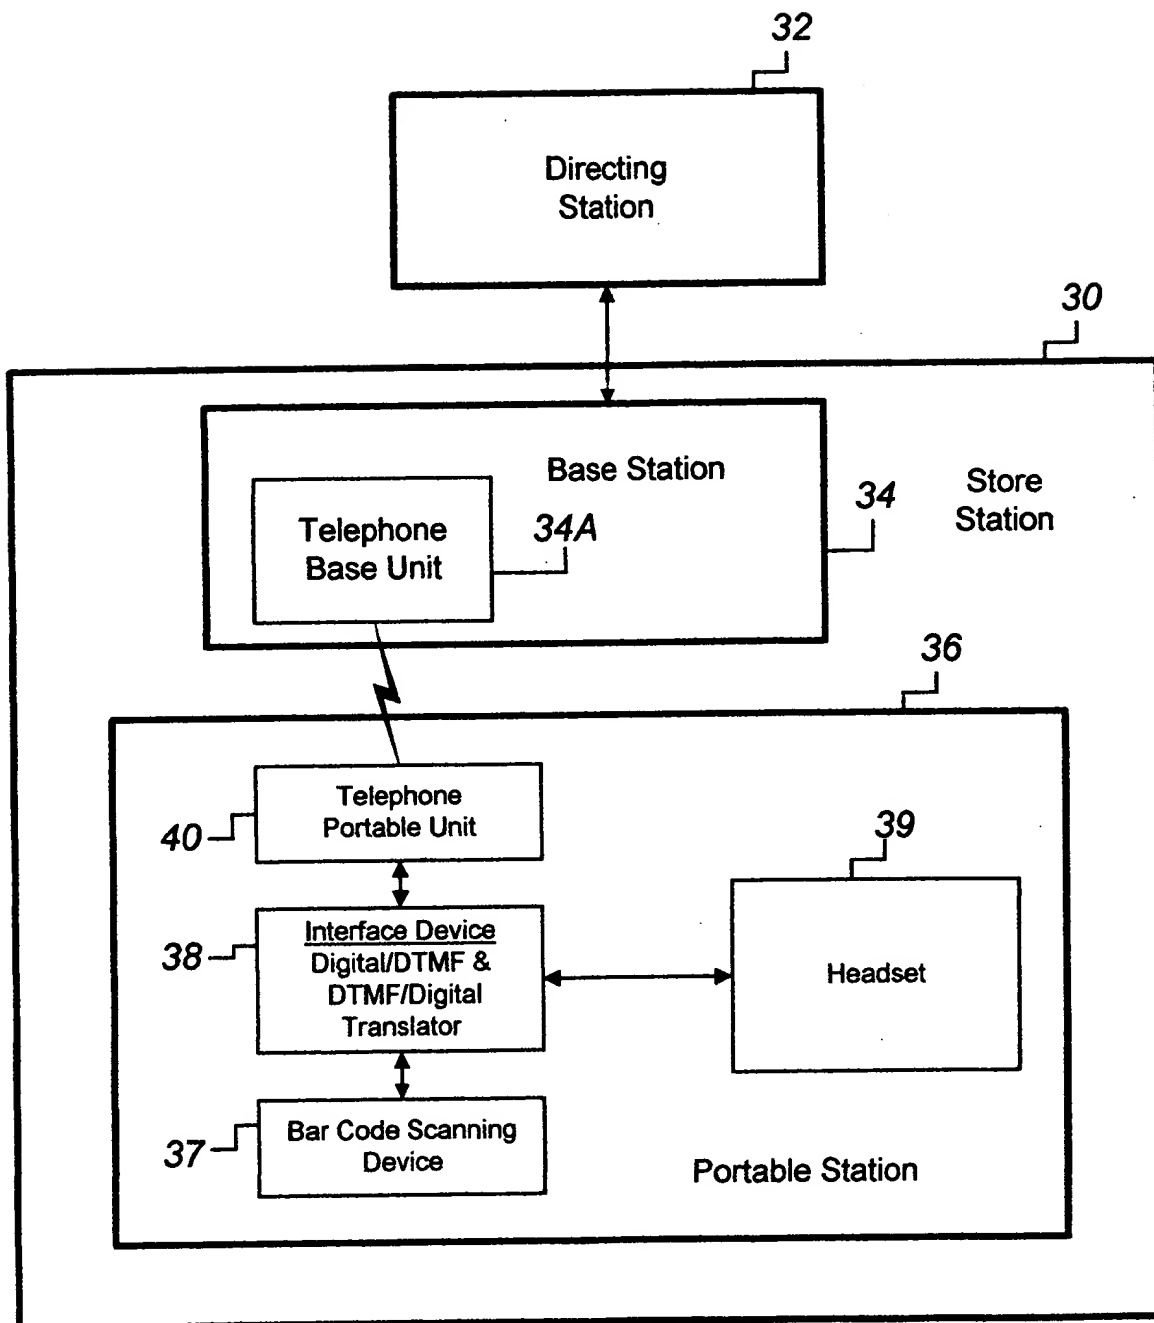 32
Directing
Station
30
Base Station
Store
Station
34
Telephone
Base Unit
34A
36
Telephone
Portable Unit
40
39
Interface Device
Digital/DTMF &
DTMF/Digital
Translator
38
Headset
Bar Code Scanning
Device
37
Portable Station